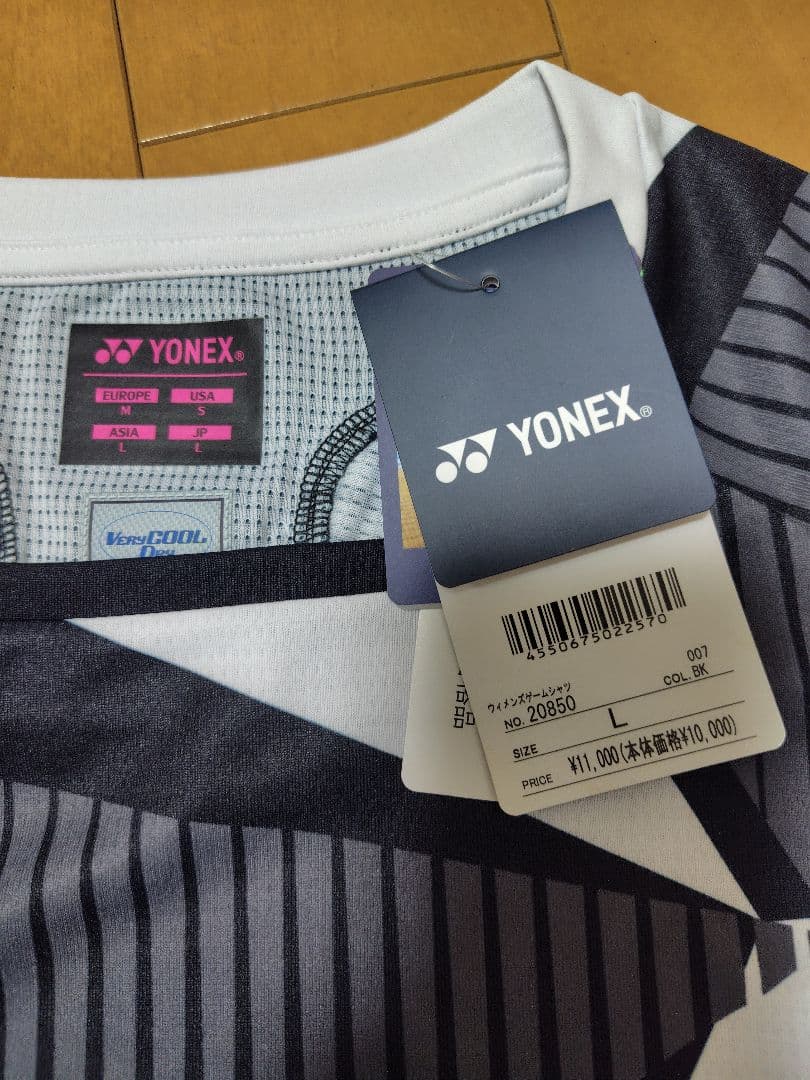 YONEX®
EUROPE USA
M S
ASIA JP
L L
VERYCOOL
DRY
YONEX®
4550675022570
007
ウィメンズゲームシャツ
NO. 20850 COL. BK
SIZE L
PRICE ¥11,000(本体価格¥10,000)
品